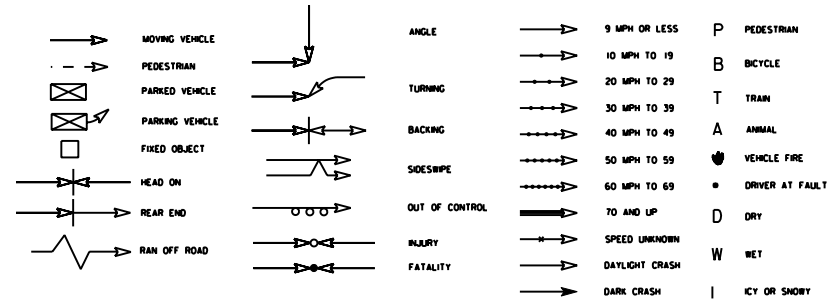 MOVING VEHICLE
PEDESTRIAN
PARKED VEHICLE
PARKING VEHICLE
FIXED OBJECT
HEAD ON
REAR END
RAN OFF ROAD
ANGLE
TURNING
BACKING
SIDESWIPE
OUT OF CONTROL
INJURY
FATALITY
9 MPH OR LESS
10 MPH TO 19
20 MPH TO 29
30 MPH TO 39
40 MPH TO 49
50 MPH TO 59
60 MPH TO 69
70 AND UP
SPEED UNKNOWN
DAYLIGHT CRASH
DARK CRASH
P PEDESTRIAN
B BICYCLE
T TRAIN
A ANIMAL
VEHICLE FIRE
DRIVER AT FAULT
D DRY
W WET
I ICY OR SNOWY